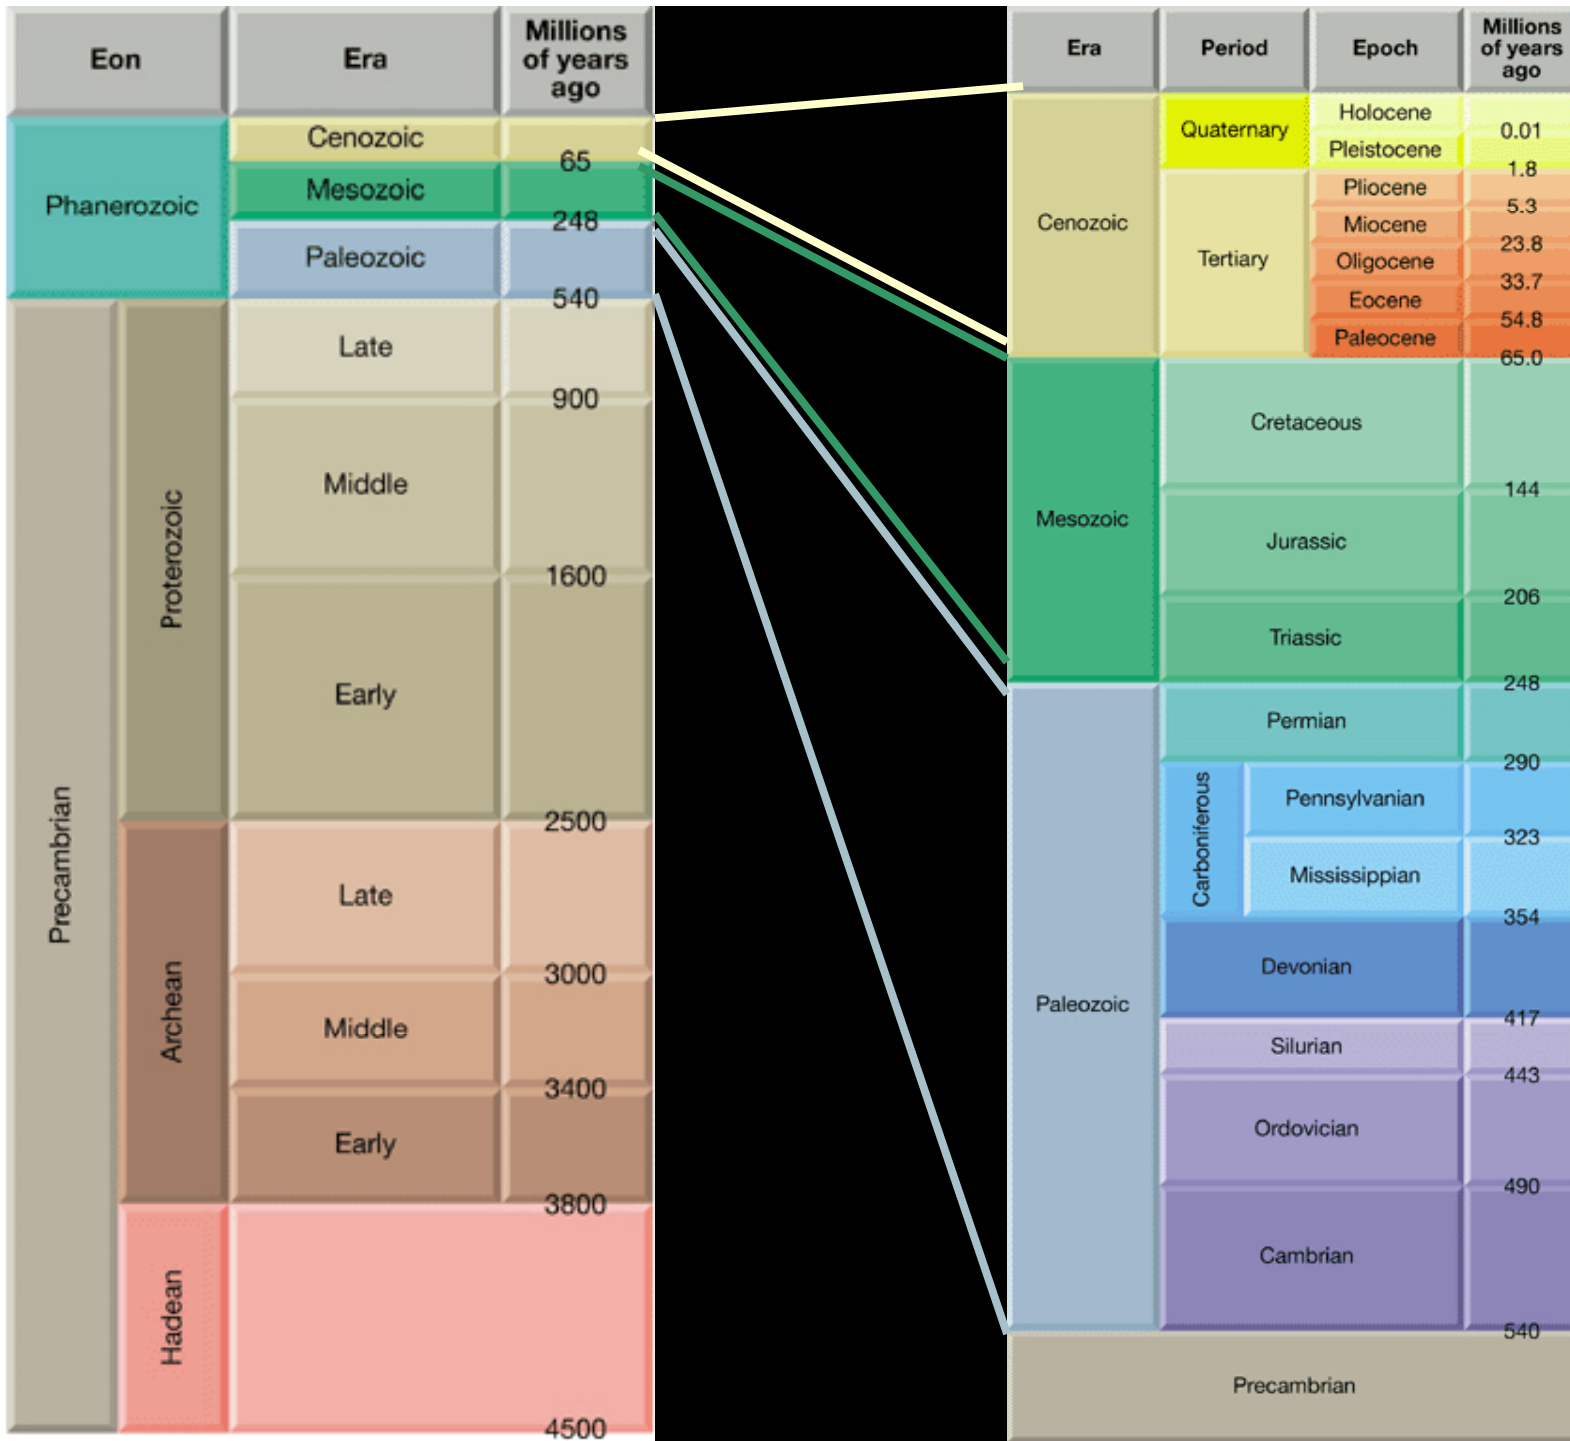 Eon
Era
Millions
of years
ago
Phanerozoic
Cenozoic
65
Mesozoic
248
Paleozoic
540
Precambrian
Proterozoic
Late
900
Middle
1600
Early
2500
Archean
Late
3000
Middle
3400
Early
3800
Hadean
4500
Era
Period
Epoch
Millions
of years
ago
Cenozoic
Quaternary
Holocene
0.01
Pleistocene
1.8
Tertiary
Pliocene
5.3
Miocene
23.8
Oligocene
33.7
Eocene
54.8
Paleocene
65.0
Mesozoic
Cretaceous
144
Jurassic
206
Triassic
248
Paleozoic
Permian
290
Carboniferous
Pennsylvanian
323
Mississippian
354
Devonian
417
Silurian
443
Ordovician
490
Cambrian
540
Precambrian